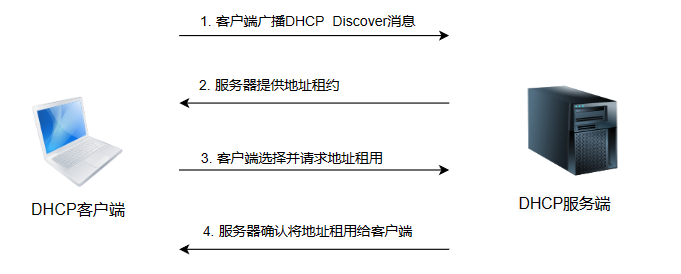 1. 客户端广播DHCP Discover消息
2. 服务器提供地址租约
3. 客户端选择并请求地址租用
DHCP客户端
DHCP服务端
4. 服务器确认将地址租用给客户端